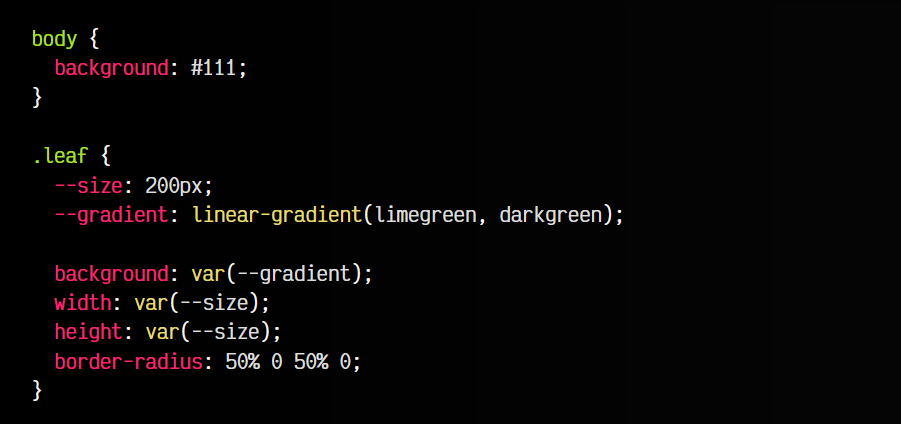 body {
  background: #111;
}

.leaf {
  --size: 200px;
  --gradient: linear-gradient(limegreen, darkgreen);

  background: var(--gradient);
  width: var(--size);
  height: var(--size);
  border-radius: 50% 0 50% 0;
}